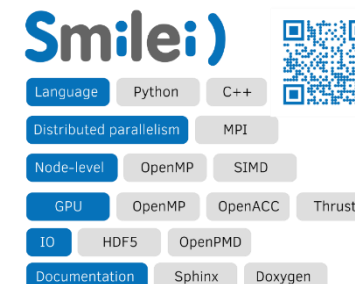 Smilei)
Language Python C++
Distributed parallelism MPI
Node-level OpenMP SIMD
GPU OpenMP OpenACC Thrust
IO HDF5 OpenPMD
Documentation Sphinx Doxygen